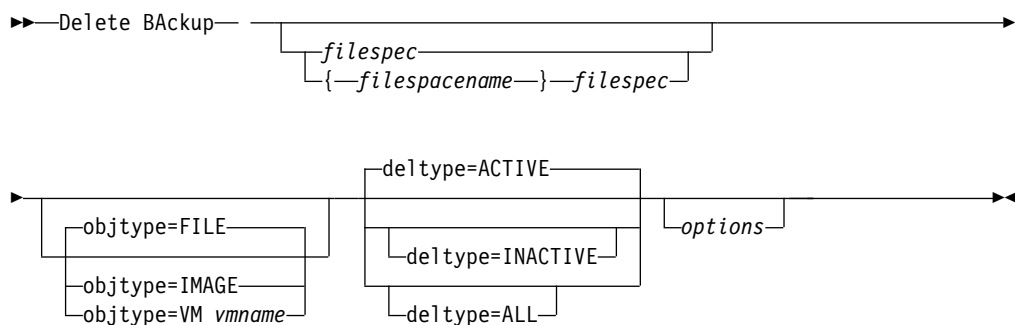 Delete BAckup
filespec
{ filespacename } filespec
deltype=ACTIVE
objtype=FILE
options
deltype=INACTIVE
objtype=IMAGE
objtype=VM vmname
deltype=ALL